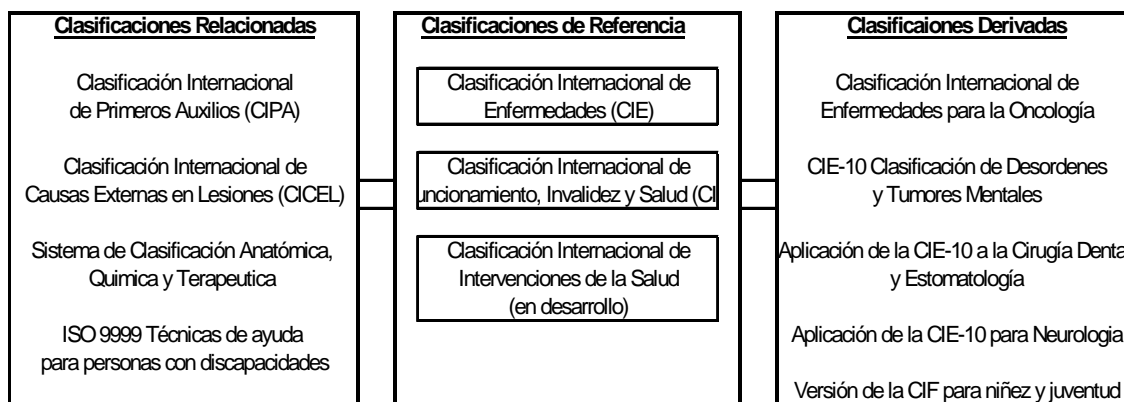 Clasificaciones Relacionadas
Clasificación Internacional
de Primeros Auxilios (CIPA)
Clasificación Internacional de
Causas Externas en Lesiones (CICEL)
Sistema de Clasificación Anatómica,
Quimica y Terapeutica
ISO 9999 Técnicas de ayuda
para personas con discapacidades
Clasificaciones de Referencia
Clasificación Internacional de
Enfermedades (CIE)
Clasificación Internacional de
uncionamiento, Invalidez y Salud (CI
Clasificación Internacional de
Intervenciones de la Salud
(en desarrollo)
Clasificaiones Derivadas
Clasificación Internacional de
Enfermedades para la Oncología
CIE-10 Clasificación de Desordenes
y Tumores Mentales
Aplicación de la CIE-10 a la Cirugía Denta
y Estomatología
Aplicación de la CIE-10 para Neurologia
Versión de la CIF para niñez y juventud